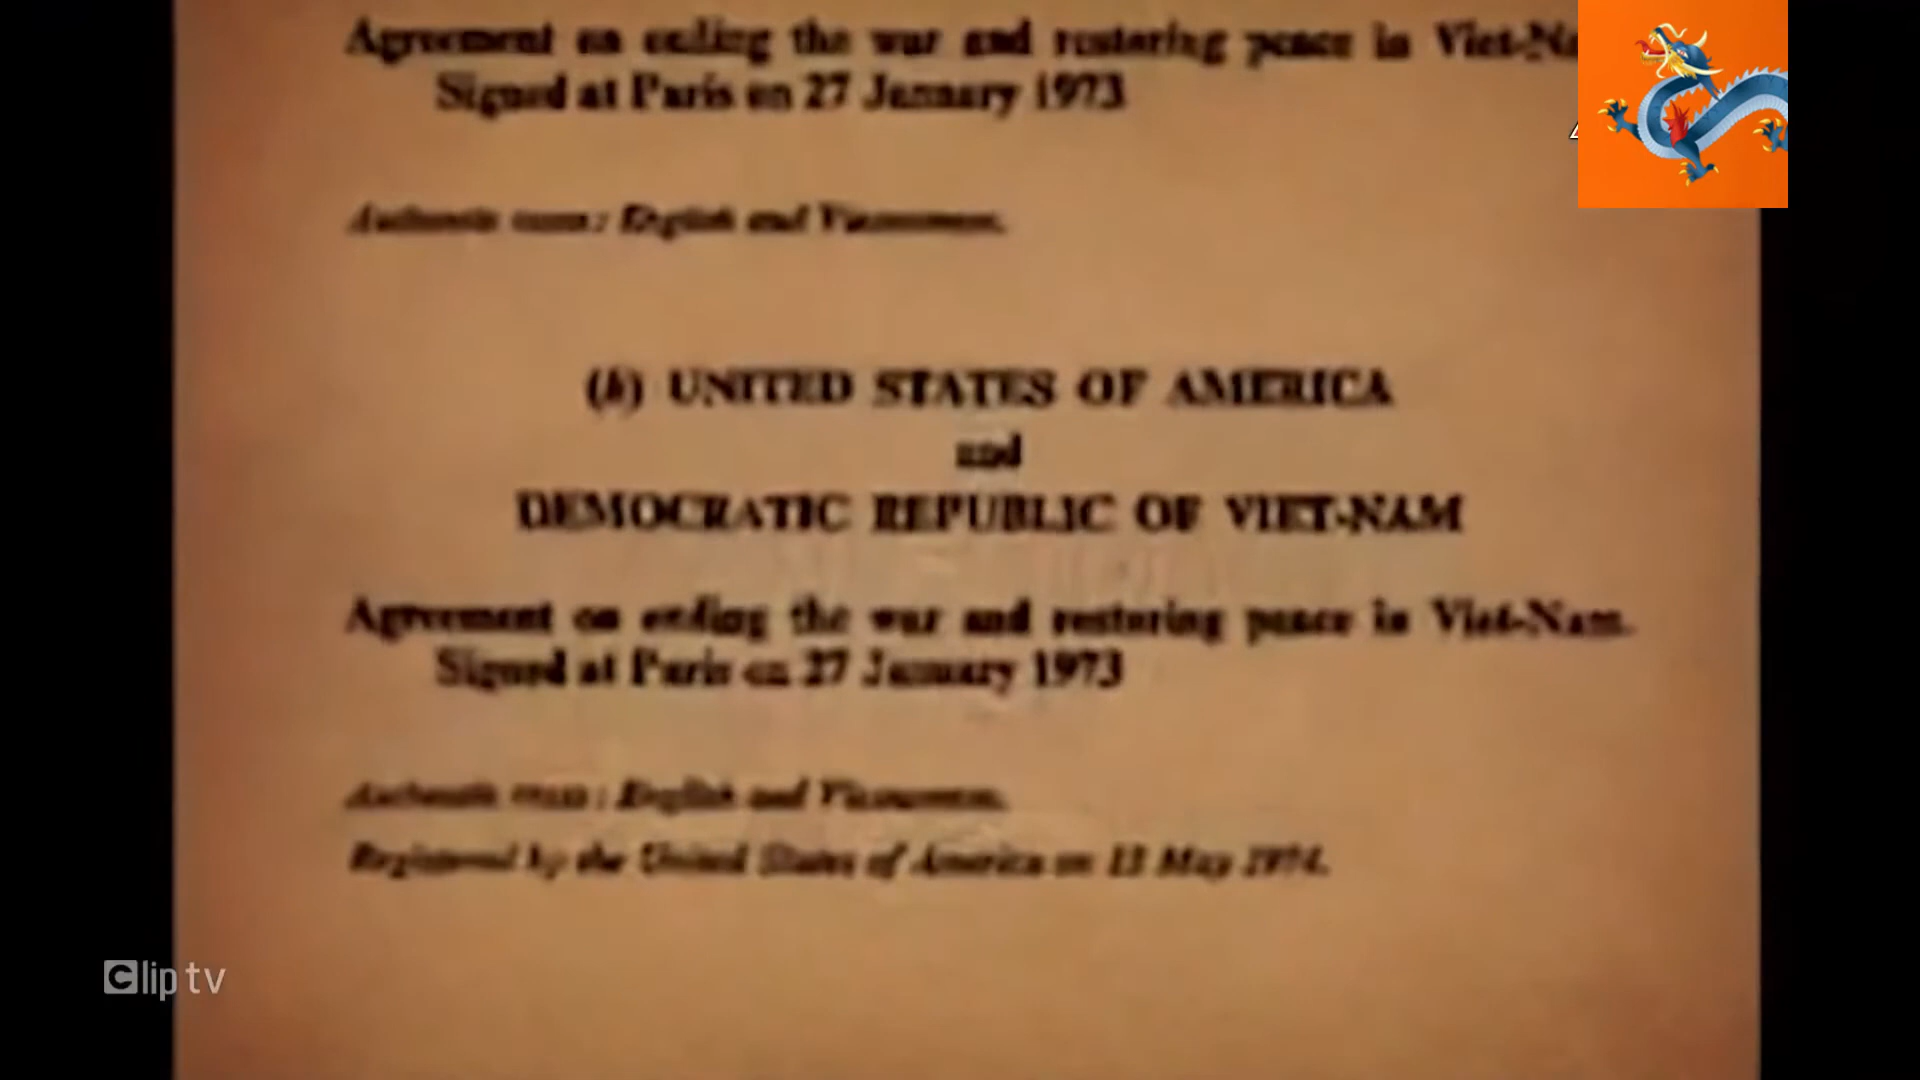 Agreement on ending the war and restoring peace in Viet-Na
Signed at Paris on 27 January 1973
Authentic texts: English and Vietnamese.
(b) UNITED STATES OF AMERICA
and
DEMOCRATIC REPUBLIC OF VIET-NAM
Agreement on ending the war and restoring peace in Viet-Nam.
Signed at Paris on 27 January 1973
Authentic texts: English and Vietnamese.
Registered by the United States of America on 13 May 1974.
Clip tv